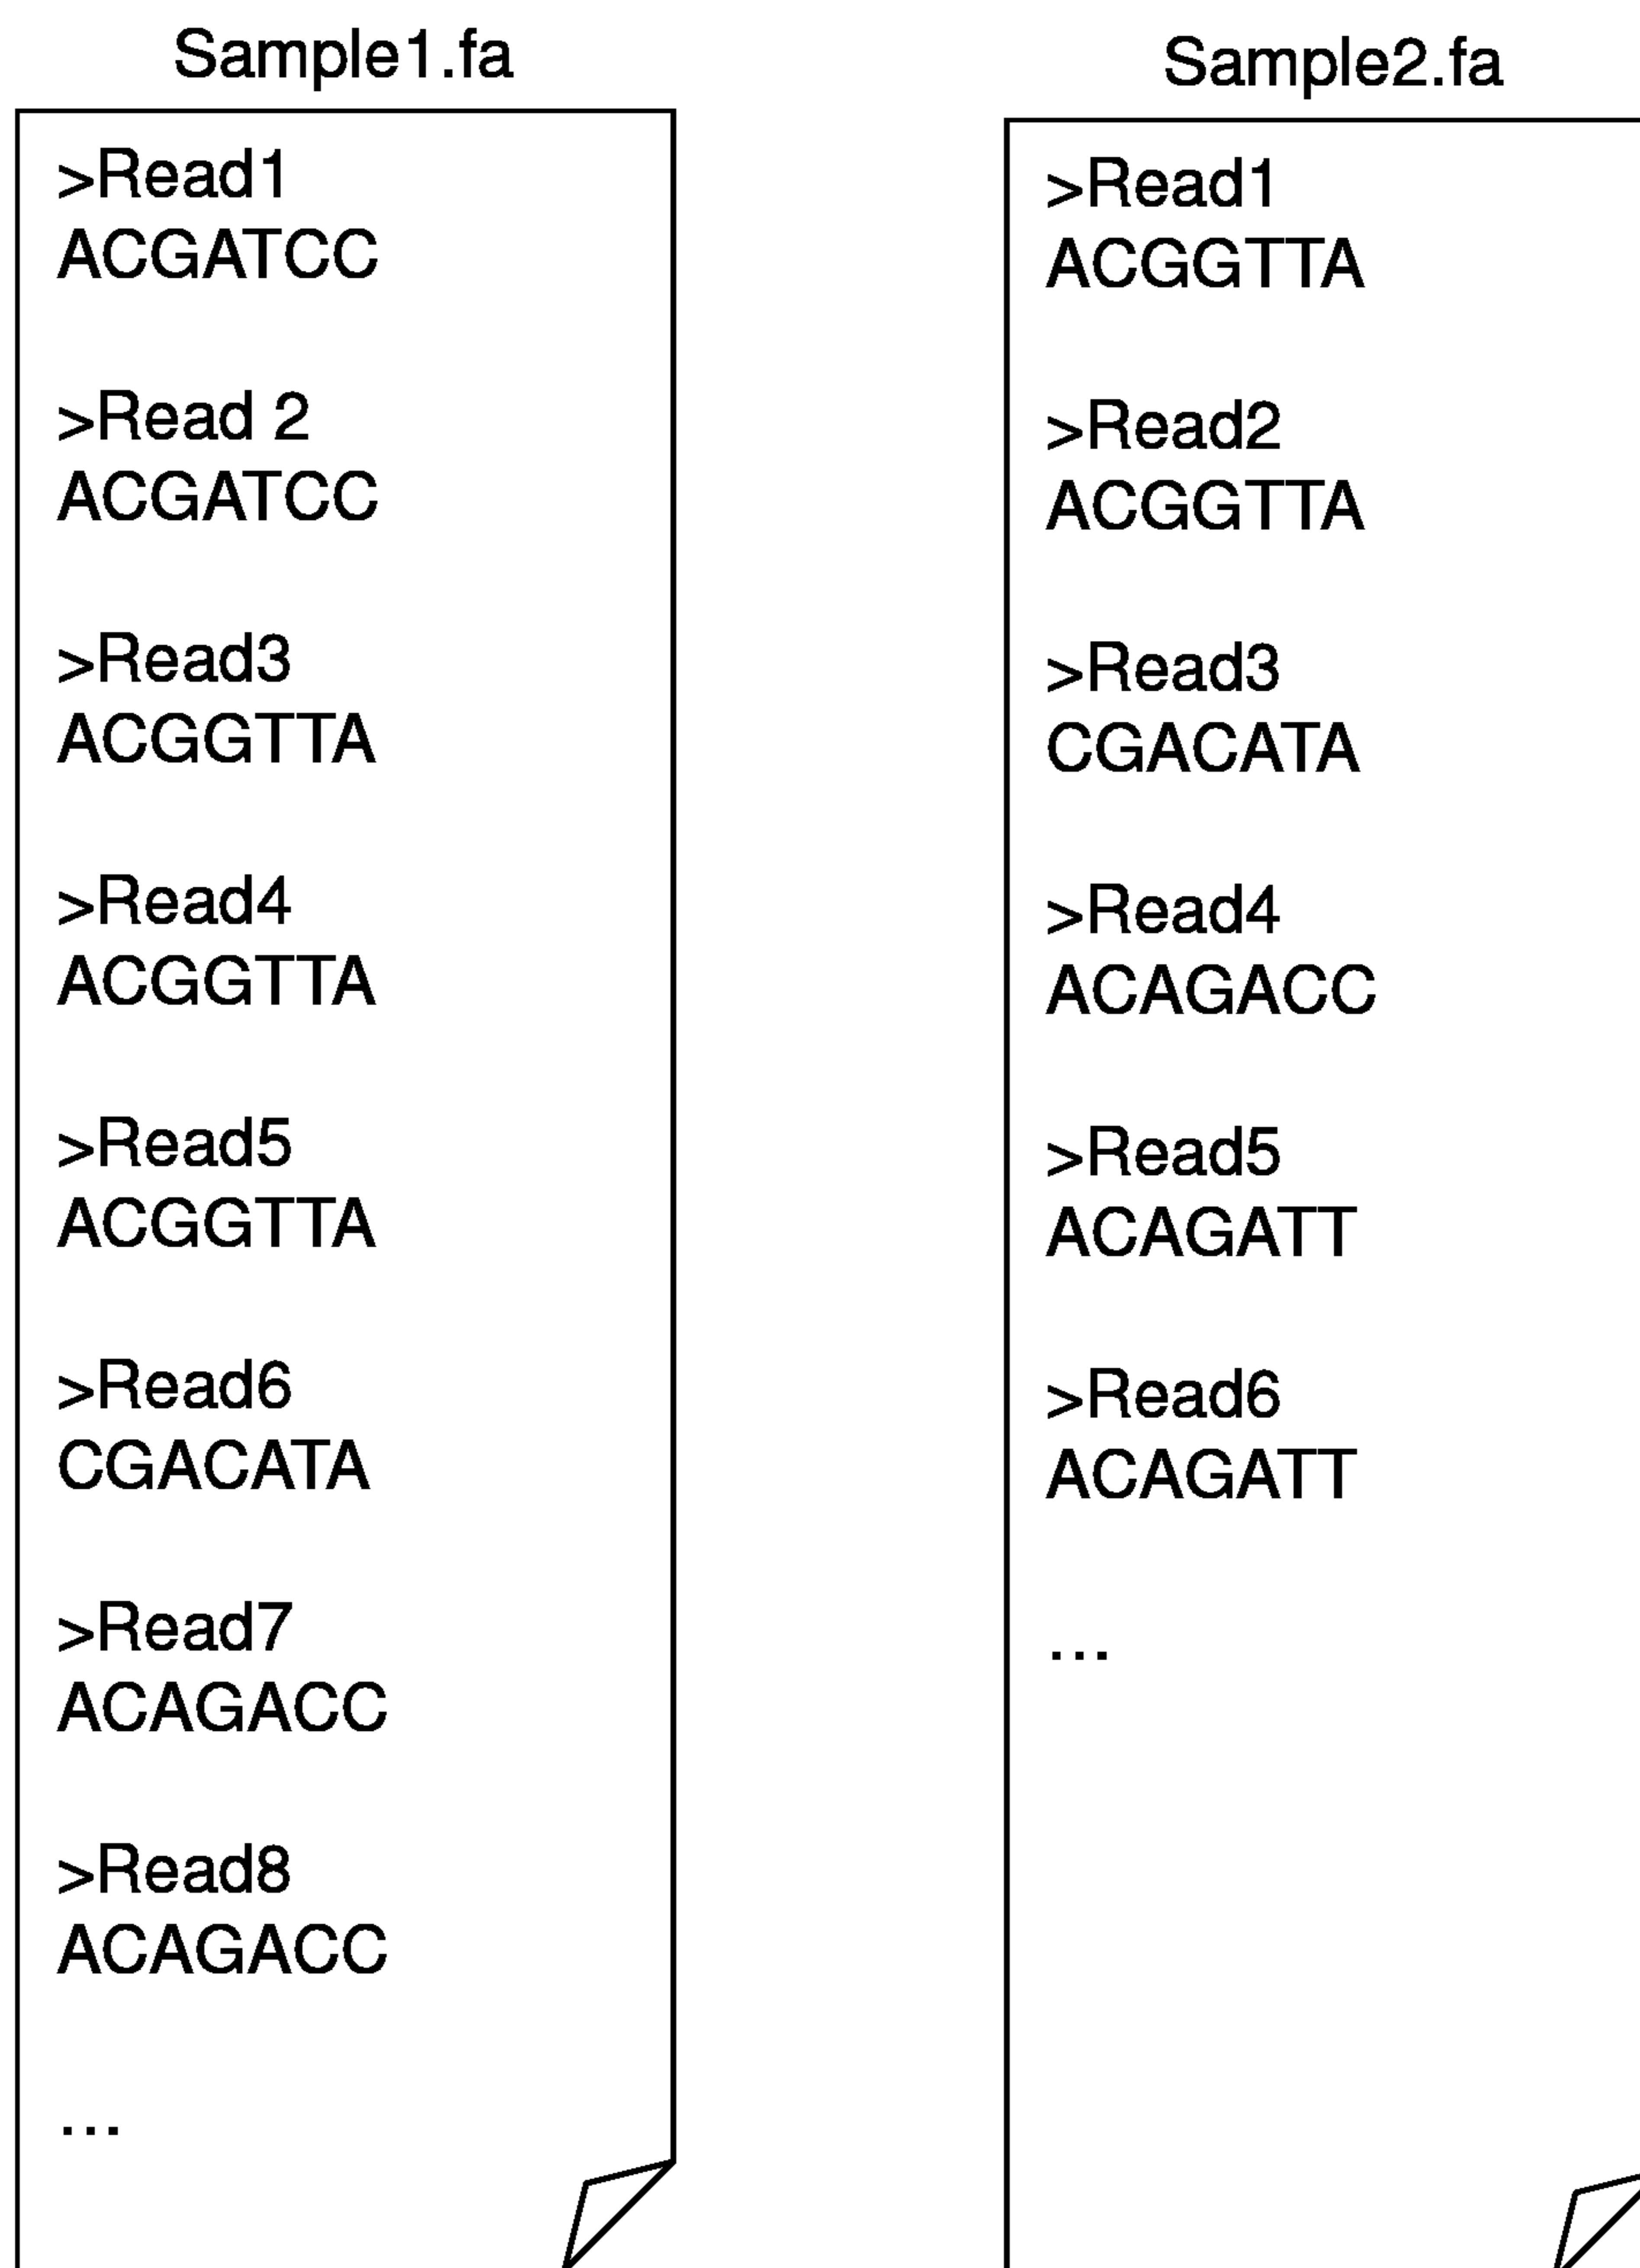 Sample1.fa
>Read1
ACGATCC
>Read 2
ACGATCC
>Read3
ACGGTTA
>Read4
ACGGTTA
>Read5
ACGGTTA
>Read6
CGACATA
>Read7
ACAGACC
>Read8
ACAGACC
...
Sample2.fa
>Read1
ACGGTTA
>Read2
ACGGTTA
>Read3
CGACATA
>Read4
ACAGACC
>Read5
ACAGATT
>Read6
ACAGATT
...